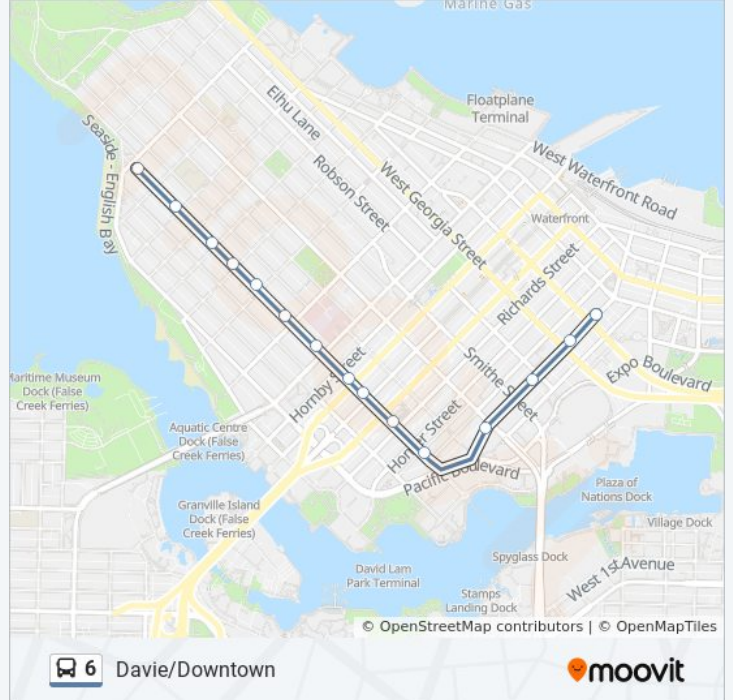 Marine Gas
Floatplane
Terminal
Elhu Lane
Seaside - English Bay
Robson Street
West Georgia Street
West Waterfront Road
Waterfront
Richards Street
Smithe Street
Expo Boulevard
Hornby Street
Homer Street
Pacific Boulevard
Maritime Museum
Dock (False
Creek Ferries)
Aquatic Centre
Dock (False
Creek Ferries)
Granville Island
Dock (False
Creek Ferries)
Plaza of
Nations Dock
Village Dock
Spyglass Dock
West 1st Avenue
David Lam
Park Terminal
Stamps
Landing Dock
© OpenStreetMap contributors | © OpenMapTiles
6 Davie/Downtown
moovit